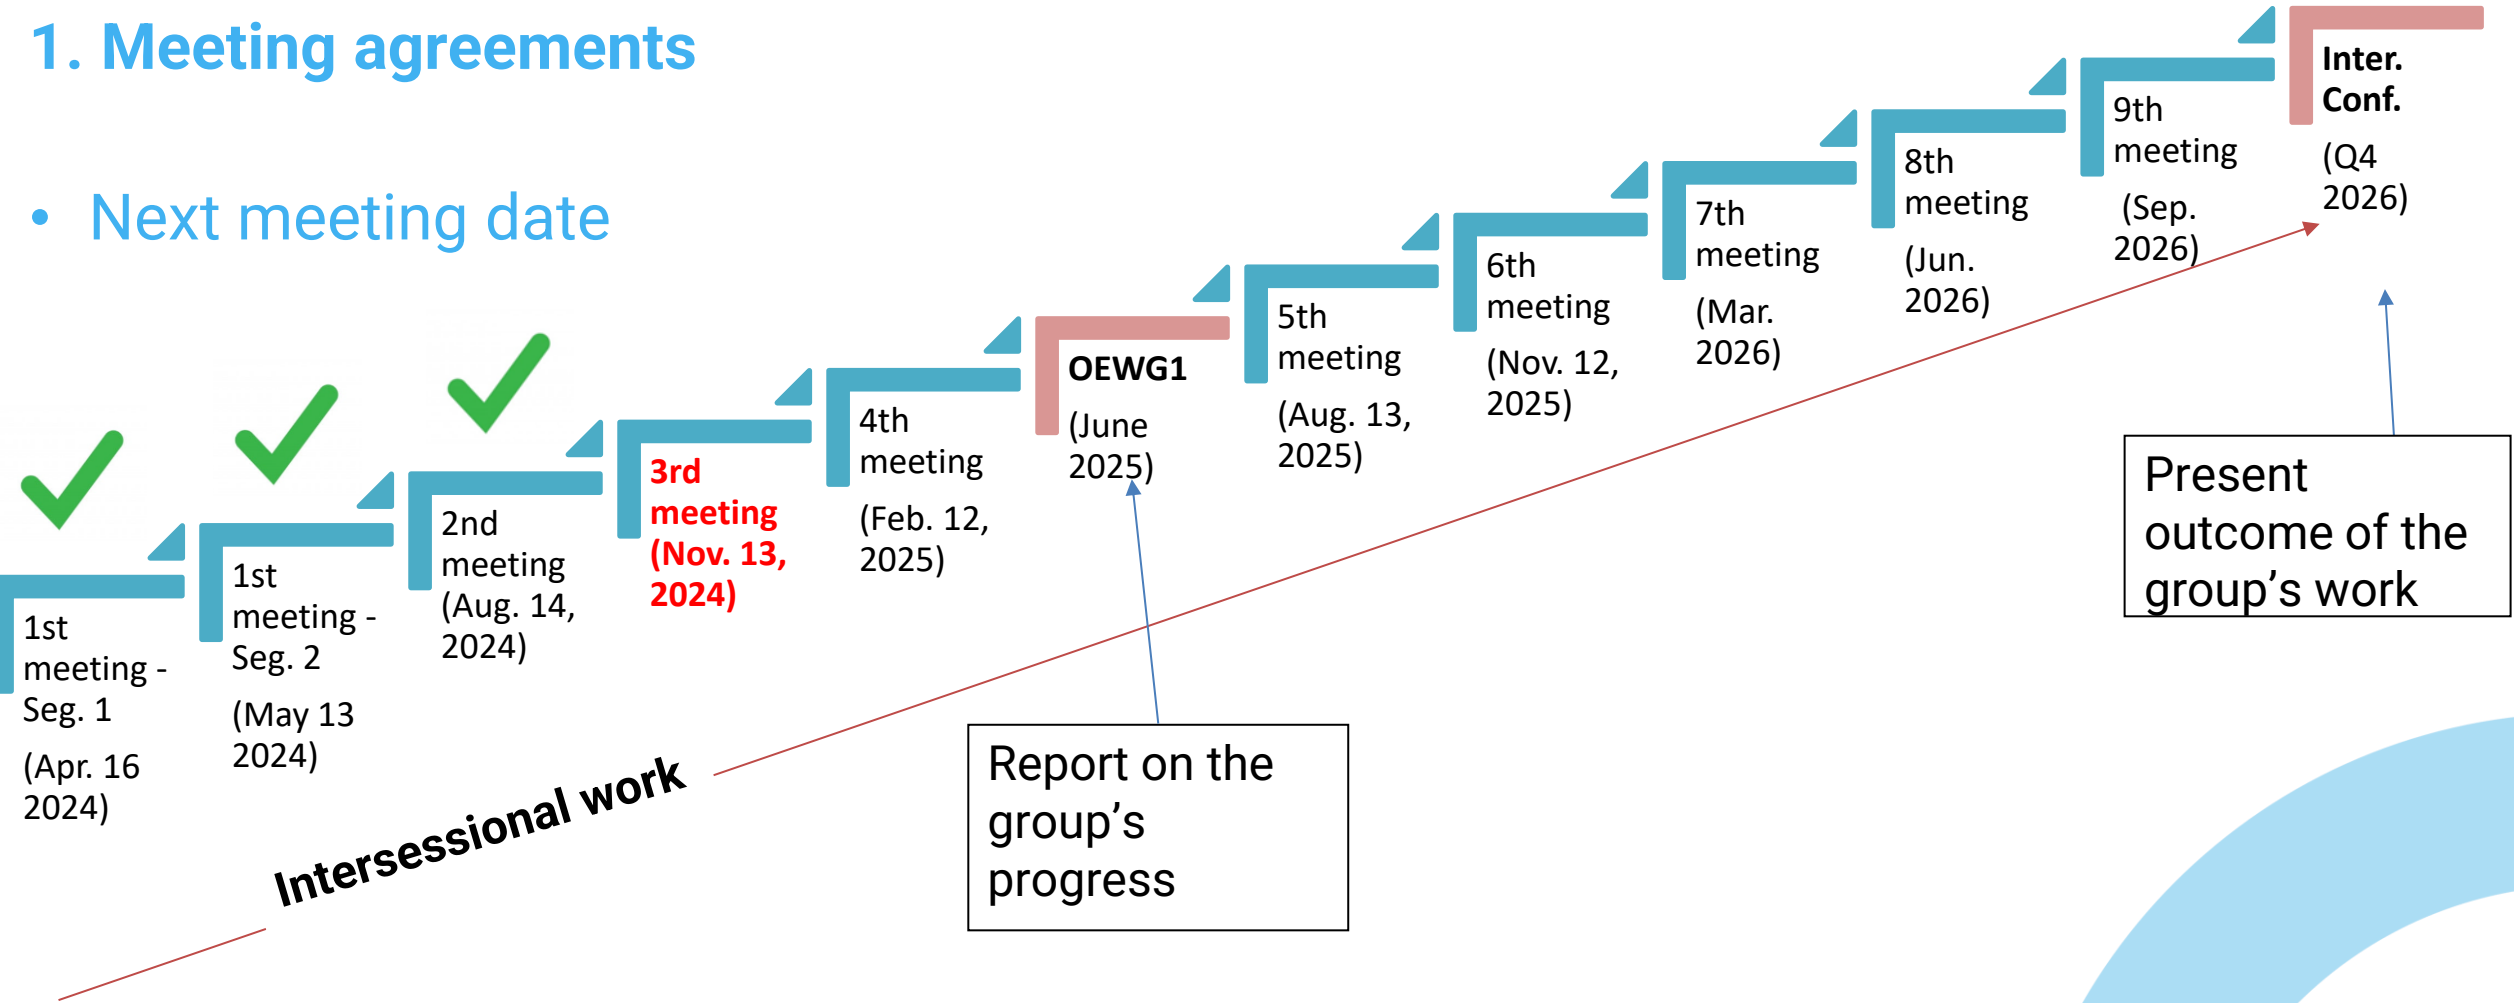 1. Meeting agreements
• Next meeting date
1st
meeting -
Seg. 1
(Apr. 16
2024)
1st
meeting -
Seg. 2
(May 13
2024)
2nd
meeting
(Aug. 14,
2024)
3rd
meeting
(Nov. 13,
2024)
4th
meeting
(Feb. 12,
2025)
OEWG1
(June
2025)
5th
meeting
(Aug. 13,
2025)
6th
meeting
(Nov. 12,
2025)
7th
meeting
(Mar.
2026)
8th
meeting
(Jun.
2026)
9th
meeting
(Sep.
2026)
Inter.
Conf.
(Q4
2026)
Intersessional work
Report on the
group’s
progress
Present
outcome of the
group’s work